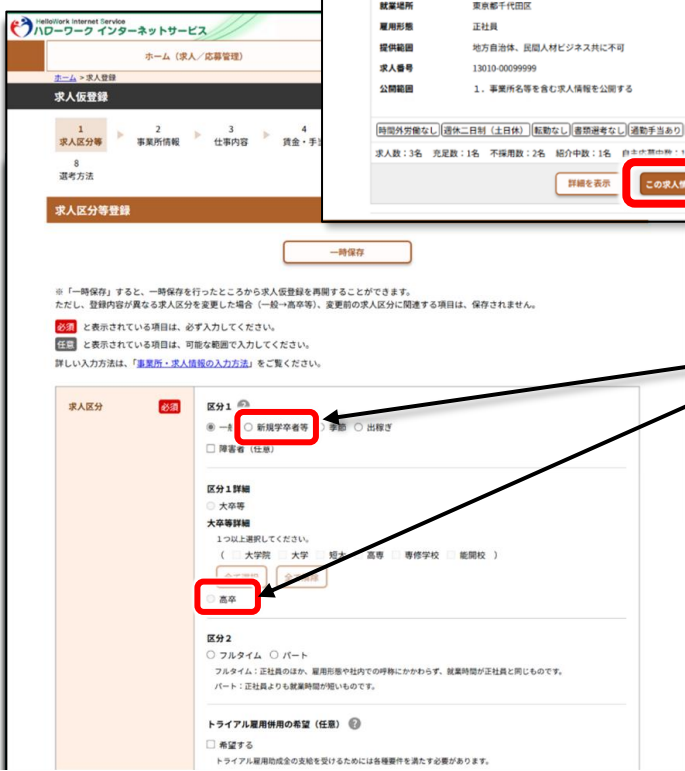 就業場所 東京都千代田区
雇用形態 正社員
提供範囲 地方自治体、民間人材ビジネス共に不可
求人番号 13010-00099999
公開範囲 1．事業所名等を含む求人情報を公開する
時間外労働なし 週休二日制（土日休） 転勤なし 書類選考なし 通勤手当あり
求人数：3名 充足数：1名 不採用数：2名 紹介中数：1名 自主応募中数：1
詳細を表示 この求人情
HelloWork Internet Service
ハローワーク インターネットサービス
ホーム（求人／応募管理）
ホーム > 求人登録
求人仮登録
1 2 3 4
求人区分等 事業所情報 仕事内容 賃金・手当
8
選考方法
求人区分等登録
一時保存
※「一時保存」すると、一時保存を行ったところから求人仮登録を再開することができます。
ただし、登録内容が異なる求人区分を変更した場合（一般→高卒等）、変更前の求人区分に関連する項目は、保存されません。
必須 と表示されている項目は、必ず入力してください。
任意 と表示されている項目は、可能な範囲で入力してください。
詳しい入力方法は、「事業所・求人情報の入力方法」をご覧ください。
求人区分 必須 区分1 ?
一般 新規学卒者等 季節 出稼ぎ
障害者（任意）
区分1詳細
大卒等
大卒等詳細
1つ以上選択してください。
（ 大学院 大学 短大 高専 専修学校 能開校 ）
高卒
区分2
フルタイム パート
フルタイム：正社員のほか、雇用形態や社内での呼称にかかわらず、就業時間が正社員と同じものです。
パート：正社員よりも就業時間が短いものです。
トライアル雇用併用の希望（任意） ?
希望する
トライアル雇用助成金の支給を受けるためには各種要件を満たす必要があります。